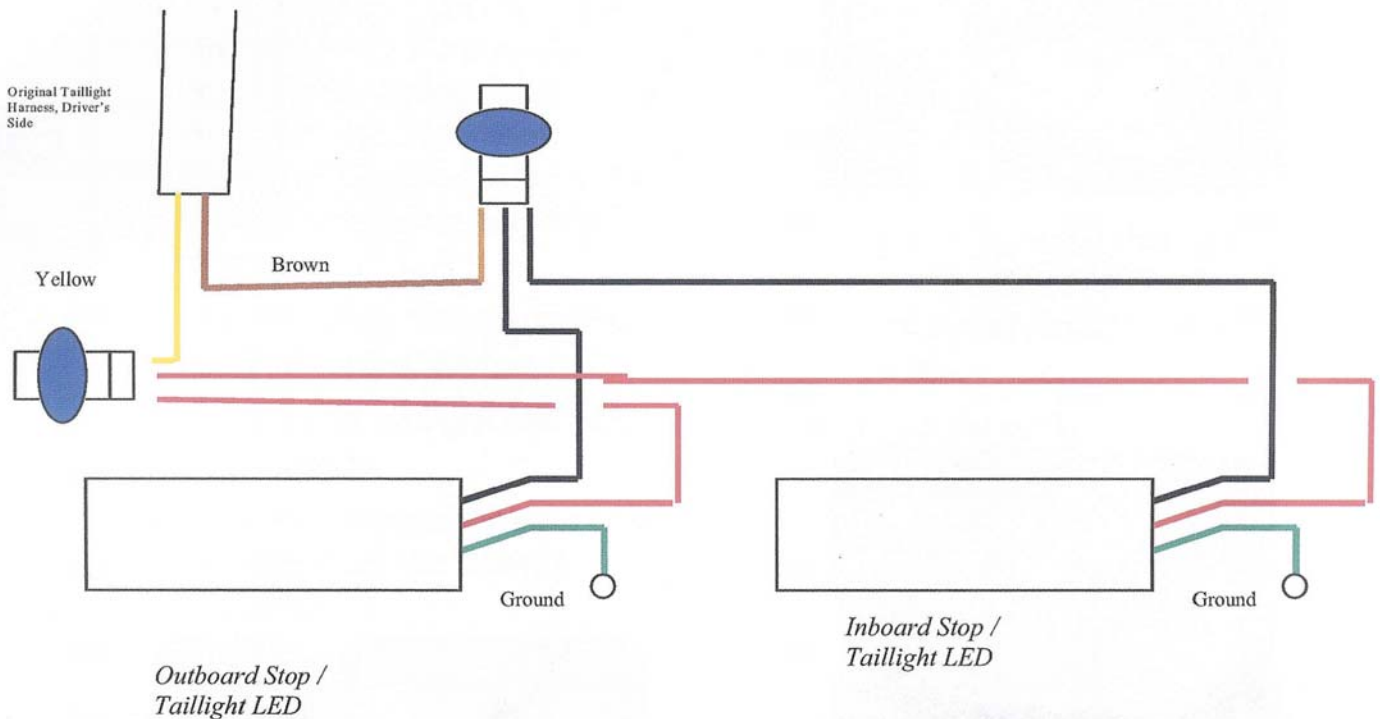 Original Taillight
Harness, Driver's
Side
Brown
Yellow
Ground
Ground
Inboard Stop /
Taillight LED
Outboard Stop /
Taillight LED